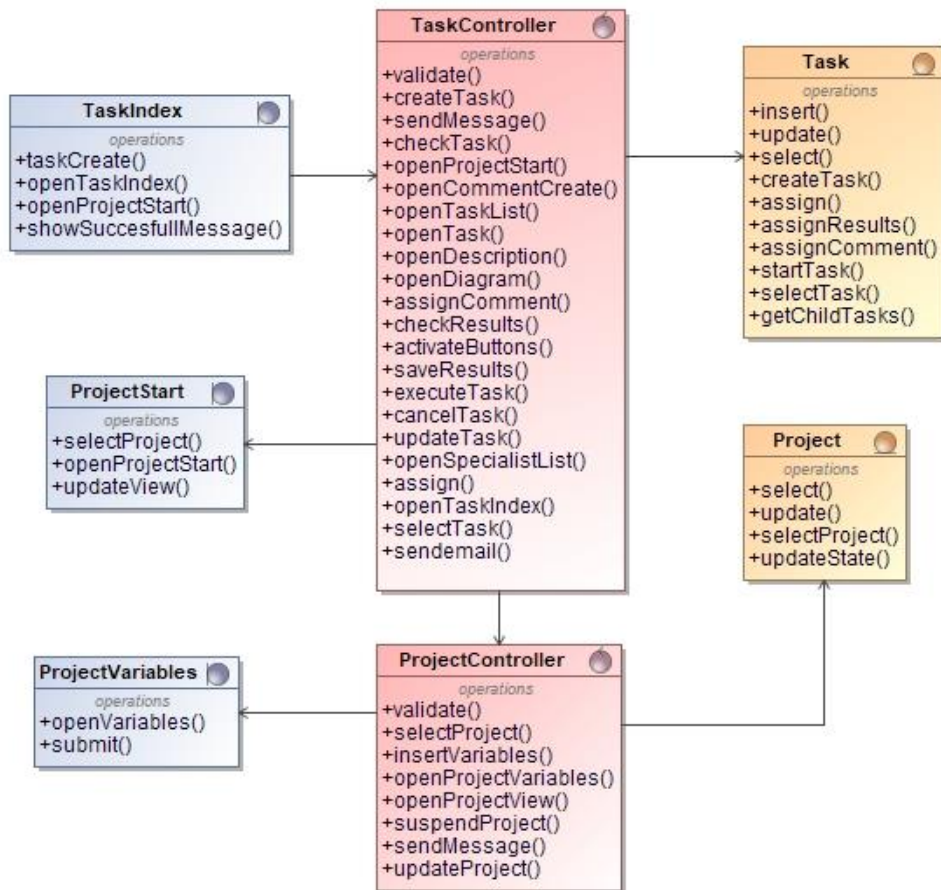 TaskController
operations
+validate()
+createTask()
+sendMessage()
+checkTask()
+openProjectStart()
+openCommentCreate()
+openTaskList()
+openTask()
+openDescription()
+openDiagram()
+assignComment()
+checkResults()
+activateButtons()
+saveResults()
+executeTask()
+cancelTask()
+updateTask()
+openSpecialistList()
+assign()
+openTaskIndex()
+selectTask()
+sendemail()
Task
operations
+insert()
+update()
+select()
+createTask()
+assign()
+assignResults()
+assignComment()
+startTask()
+selectTask()
+getChildTasks()
TaskIndex
operations
+taskCreate()
+openTaskIndex()
+openProjectStart()
+showSuccesfullMessage()
ProjectStart
operations
+selectProject()
+openProjectStart()
+updateView()
Project
operations
+select()
+update()
+selectProject()
+updateState()
ProjectVariables
operations
+openVariables()
+submit()
ProjectController
operations
+validate()
+selectProject()
+insertVariables()
+openProjectVariables()
+openProjectView()
+suspendProject()
+sendMessage()
+updateProject()